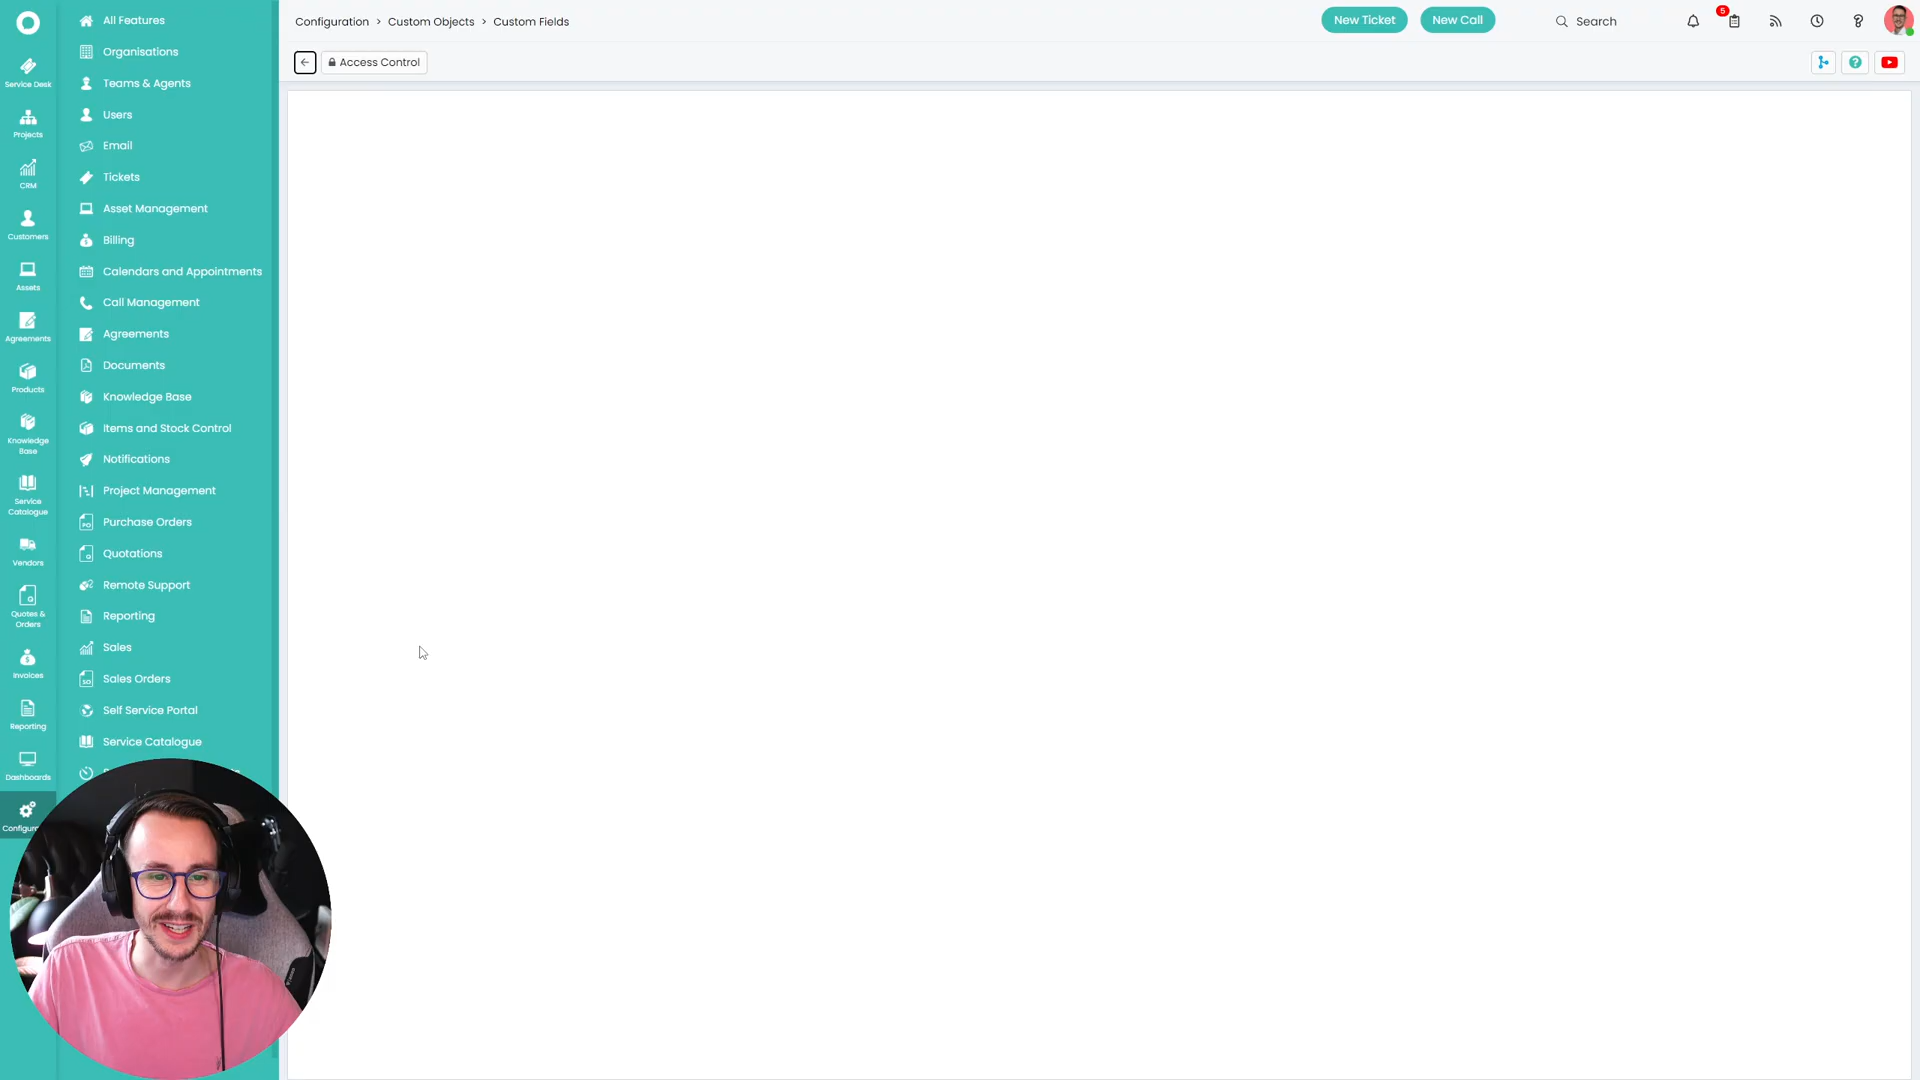 Configuration > Custom Objects > Custom Fields
New Ticket
New Call
Search
5
Access Control
Service Desk
Projects
CRM
Customers
Assets
Agreements
Products
Knowledge
Base
Service
Catalogue
Vendors
Quotes &
Orders
Invoices
Reporting
Dashboards
All Features
Organisations
Teams & Agents
Users
Email
Tickets
Asset Management
Billing
Calendars and Appointments
Call Management
Agreements
Documents
Knowledge Base
Items and Stock Control
Notifications
Project Management
Purchase Orders
Quotations
Remote Support
Reporting
Sales
Sales Orders
Self Service Portal
Service Catalogue